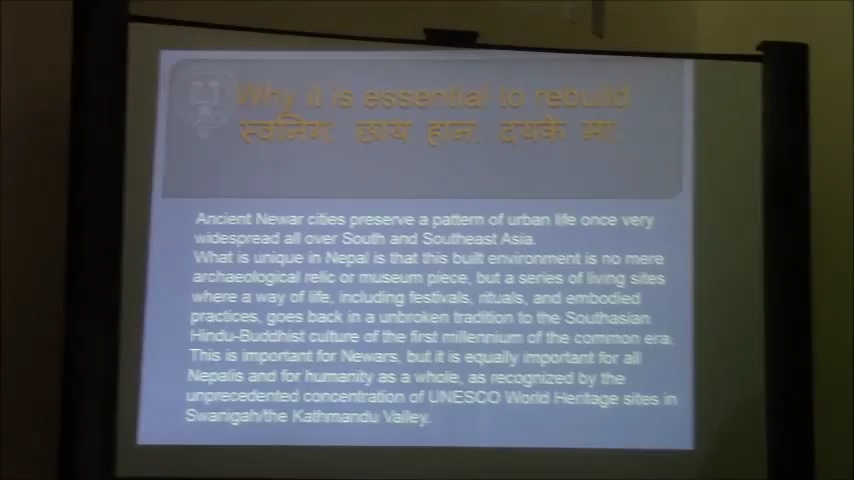 Why it is essential to rebuild
स्वनिगः छाय हानः दयके माः
Ancient Newar cities preserve a pattern of urban life once very
widespread all over South and Southeast Asia.
What is unique in Nepal is that this built environment is no mere
archaeological relic or museum piece, but a series of living sites
where a way of life, including festivals, rituals, and embodied
practices, goes back in a unbroken tradition to the Southasian
Hindu-Buddhist culture of the first millennium of the common era.
This is important for Newars, but it is equally important for all
Nepalis and for humanity as a whole, as recognized by the
unprecedented concentration of UNESCO World Heritage sites in
Swanigah/the Kathmandu Valley.